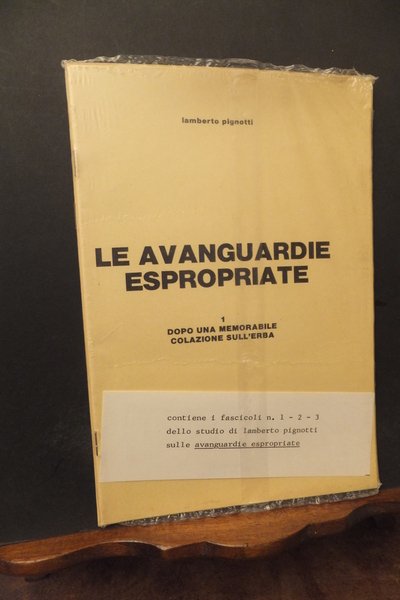 lamberto pignotti
LE AVANGUARDIE
ESPROPRIATE
1
DOPO UNA MEMORABILE
COLAZIONE SULL'ERBA
contiene i fascicoli n. 1 - 2 - 3
dello studio di lamberto pignotti
sulle avanguardie espropriate